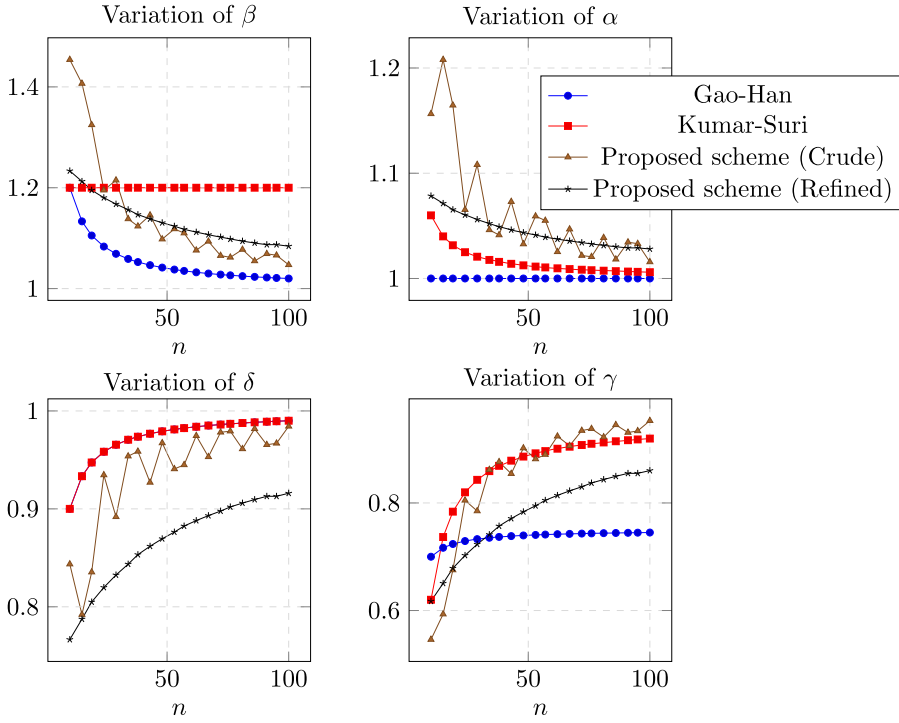 Variation of β
1.4
1.2
1
50
100
n
Variation of α
1.2
1.1
1
50
100
n
Gao-Han
Kumar-Suri
Proposed scheme (Crude)
Proposed scheme (Refined)
Variation of δ
1
0.9
0.8
50
100
n
Variation of γ
0.8
0.6
50
100
n